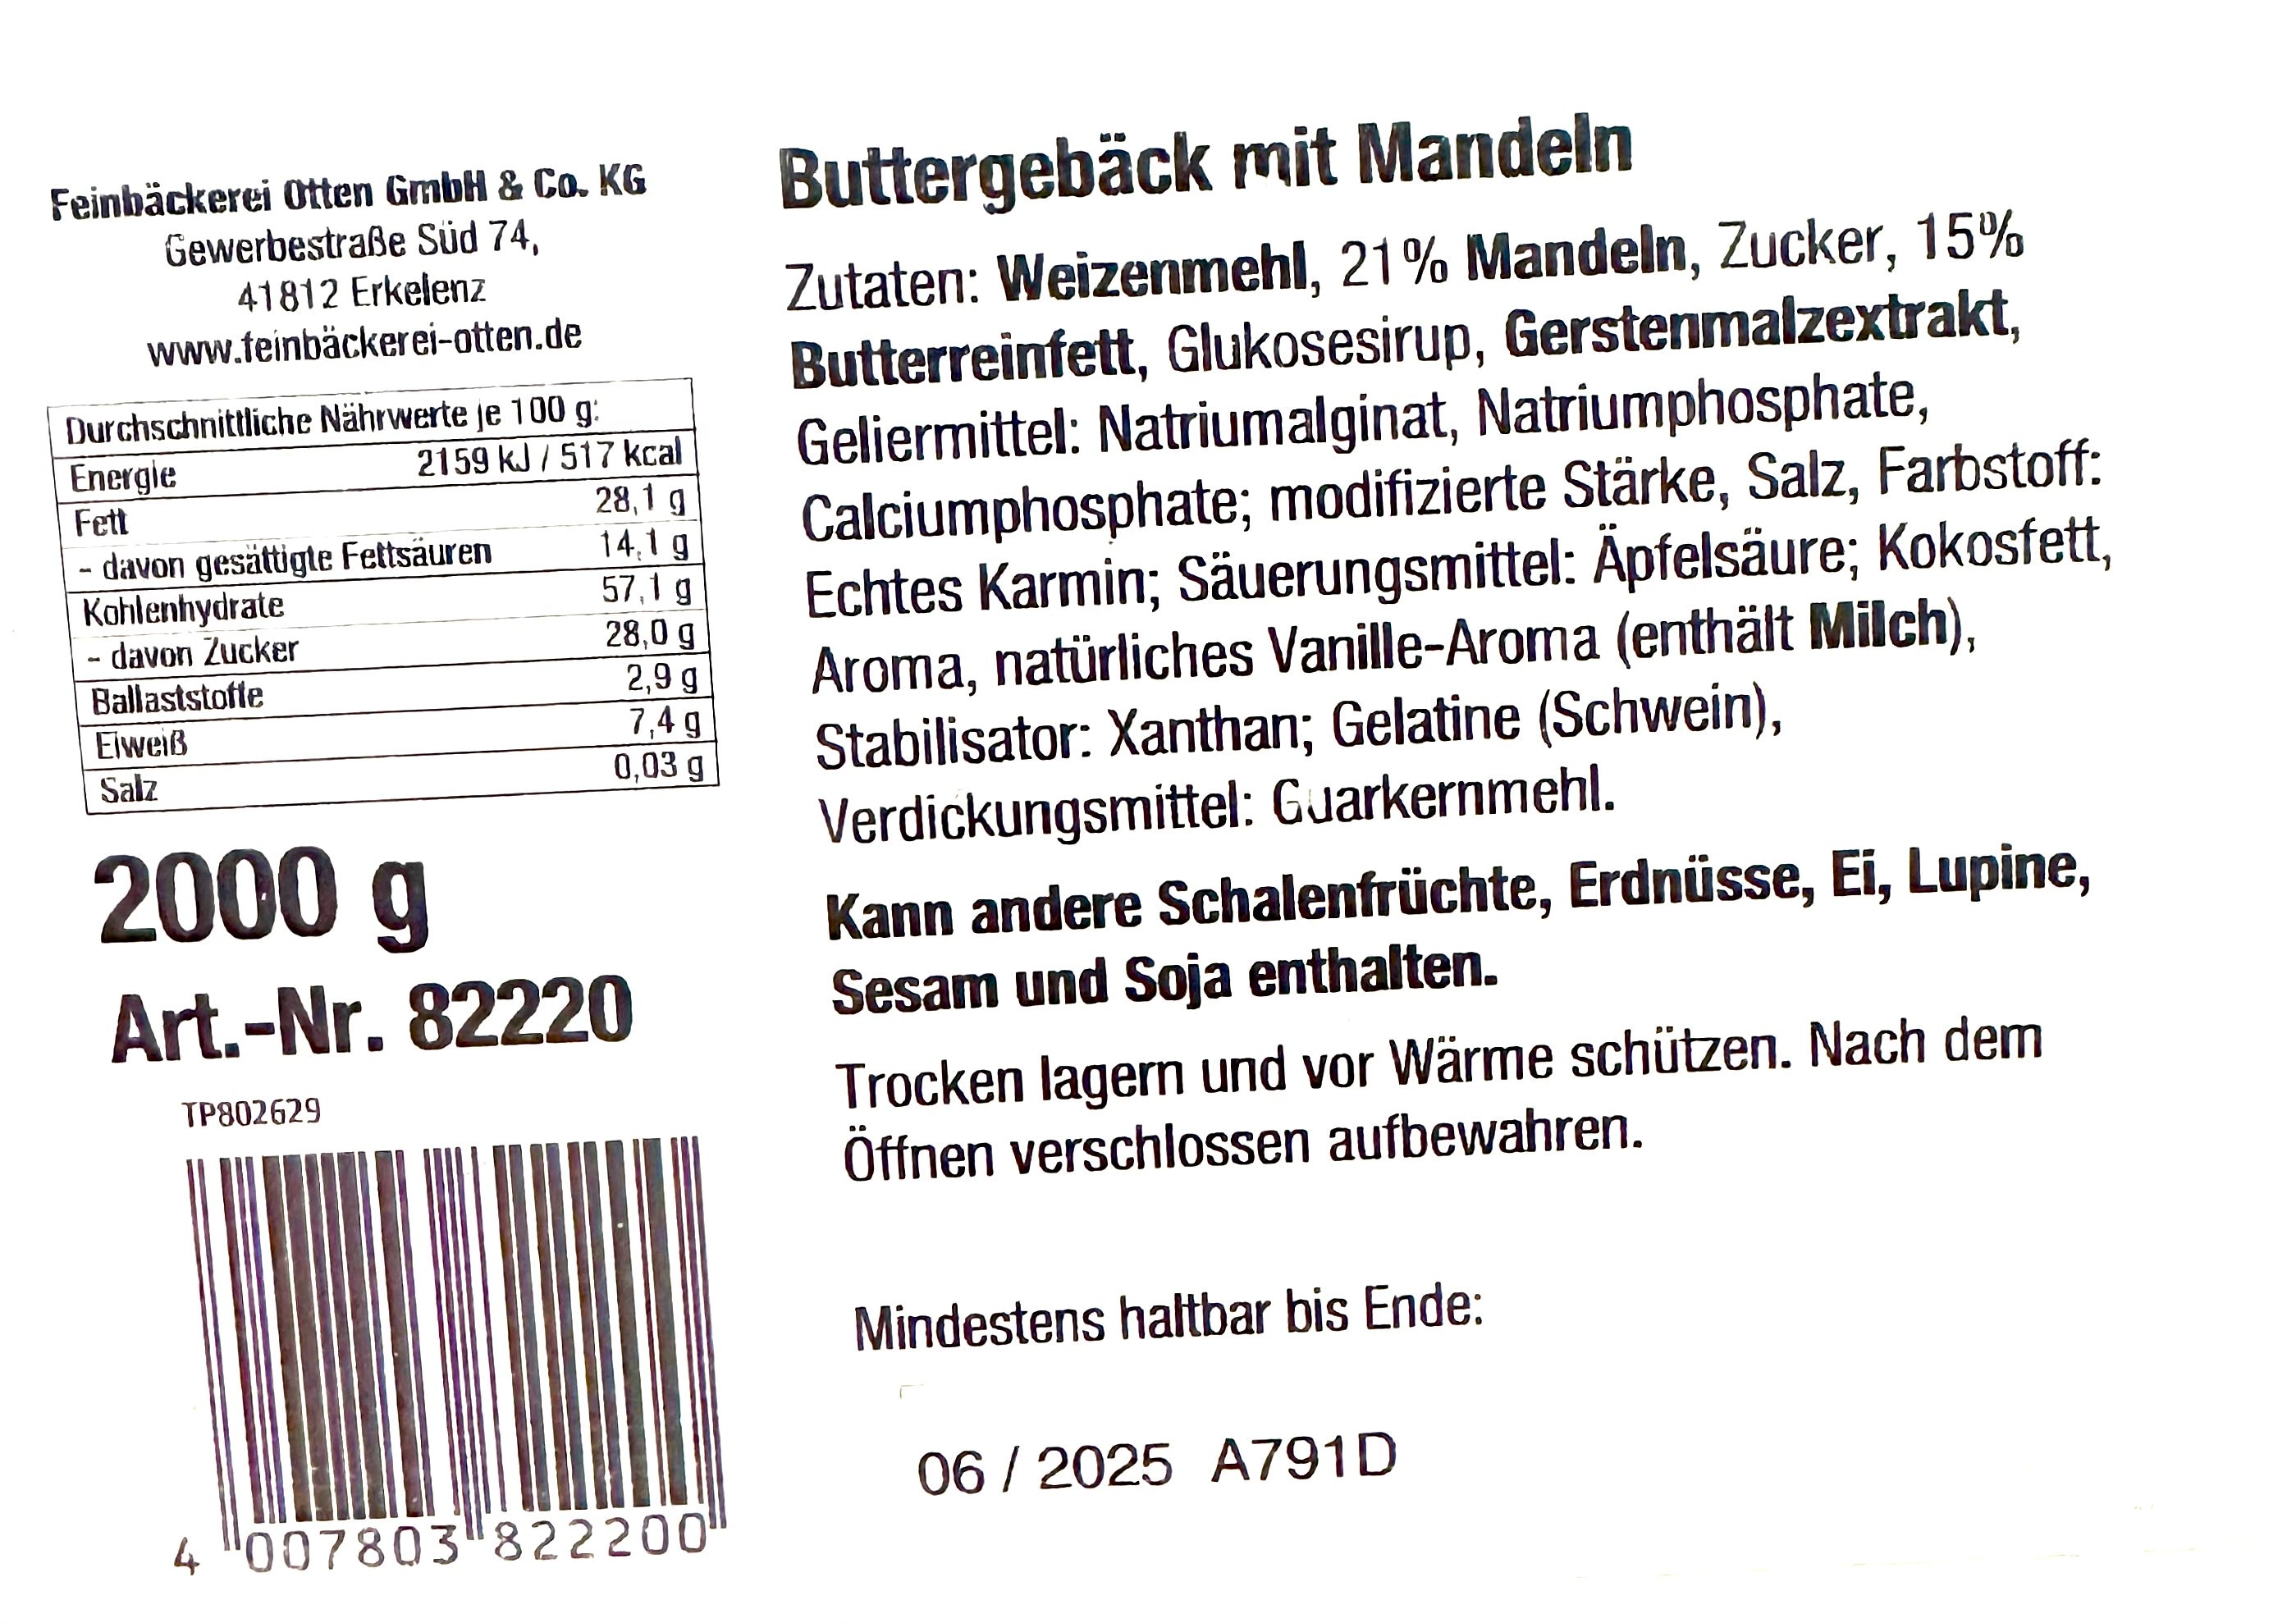 Feinbäckerei Otten GmbH & Co. KG
Gewerbestraße Süd 74,
41812 Erkelenz
www.feinbäckerei-otten.de
Durchschnittliche Nährwerte je 100 g:
Energie 2159 kJ / 517 kcal
Fett 28,1 g
- davon gesättigte Fettsäuren 14,1 g
Kohlenhydrate 57,1 g
- davon Zucker 28,0 g
Ballaststoffe 2,9 g
Eiweiß 7,4 g
Salz 0,03 g
2000 g
Art.-Nr. 82220
TP802629
4 007803 822200
Buttergebäck mit Mandeln
Zutaten: Weizenmehl, 21% Mandeln, Zucker, 15%
Butterreinfett, Glukosesirup, Gerstenmalzextrakt,
Geliermittel: Natriumalginat, Natriumphosphate,
Calciumphosphate; modifizierte Stärke, Salz, Farbstoff:
Echtes Karmin; Säuerungsmittel: Äpfelsäure; Kokosfett,
Aroma, natürliches Vanille-Aroma (enthält Milch),
Stabilisator: Xanthan; Gelatine (Schwein),
Verdickungsmittel: Guarkernmehl.
Kann andere Schalenfrüchte, Erdnüsse, Ei, Lupine,
Sesam und Soja enthalten.
Trocken lagern und vor Wärme schützen. Nach dem
Öffnen verschlossen aufbewahren.
Mindestens haltbar bis Ende:
06 / 2025 A791D